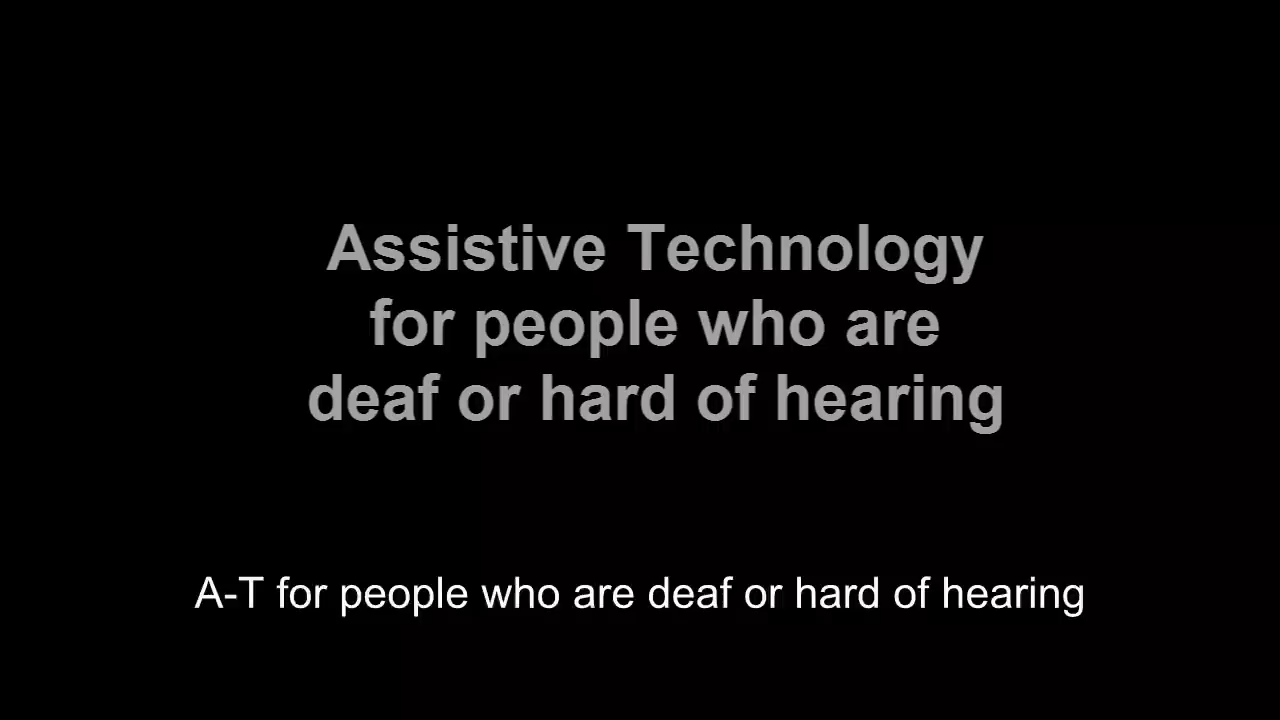 Assistive Technology
for people who are
deaf or hard of hearing
A-T for people who are deaf or hard of hearing